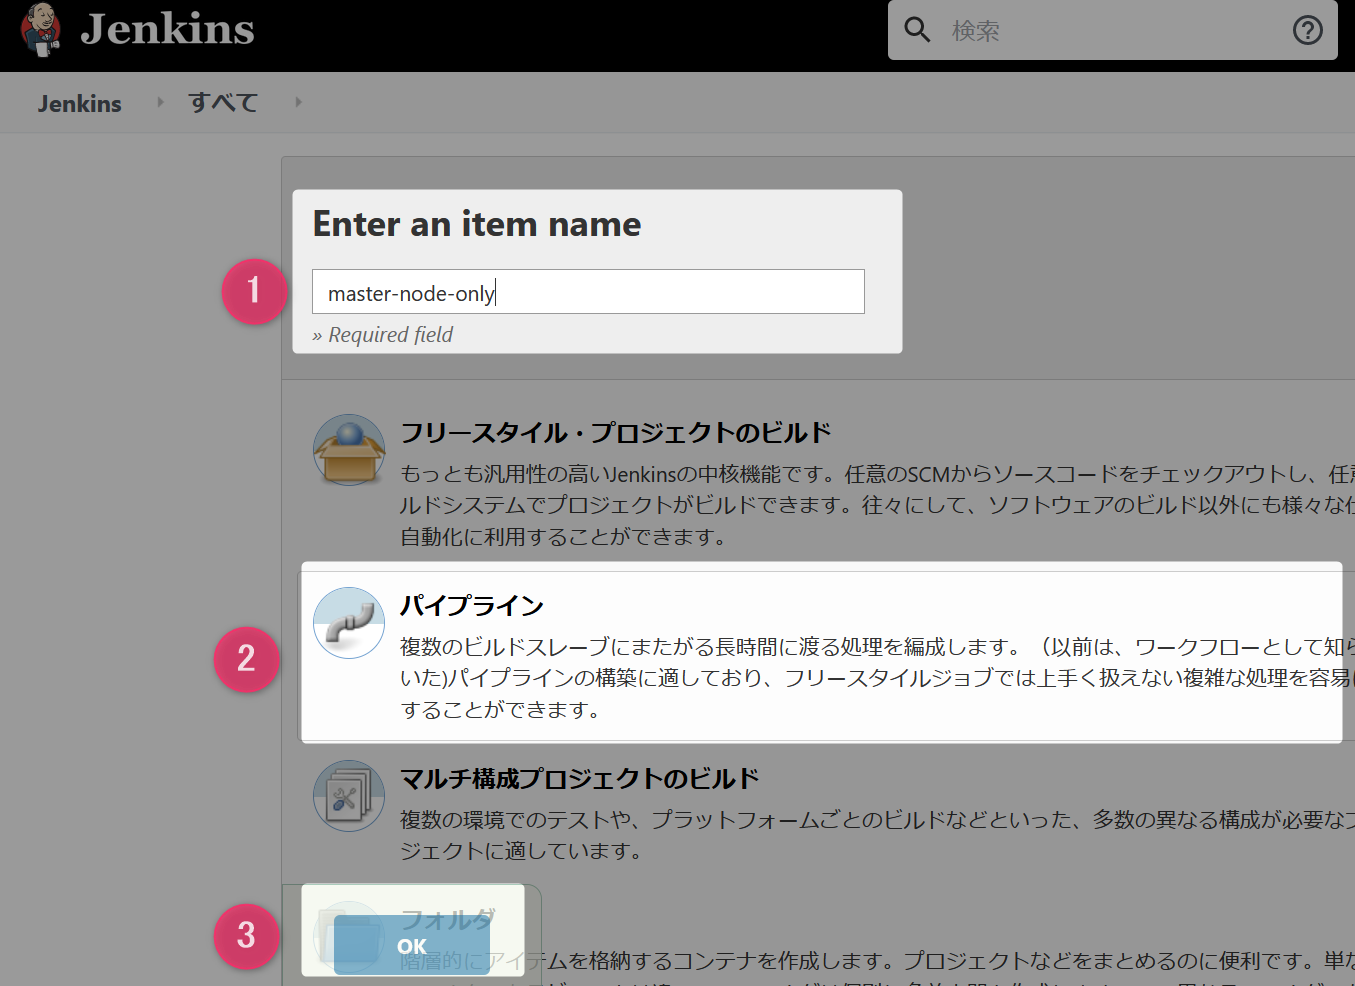 Jenkins
検索
Jenkins
すべて
Enter an item name
1
master-node-only
» Required field
フリースタイル・プロジェクトのビルド
もっとも汎用性の高いJenkinsの中核機能です。任意のSCMからソースコードをチェックアウトし、任意
ルドシステムでプロジェクトがビルドできます。往々にして、ソフトウェアのビルド以外にも様々な仕
自動化に利用することができます。
パイプライン
2
複数のビルドスレーブにまたがる長時間に渡る処理を編成します。（以前は、ワークフローとして知ら
いた)パイプラインの構築に適しており、フリースタイルジョブでは上手く扱えない複雑な処理を容易に
することができます。
マルチ構成プロジェクトのビルド
複数の環境でのテストや、プラットフォームごとのビルドなどといった、多数の異なる構成が必要なプ
ジェクトに適しています。
3
フォルダ
OK
階層的にアイテムを格納するコンテナを作成します。プロジェクトなどをまとめるのに便利です。単な